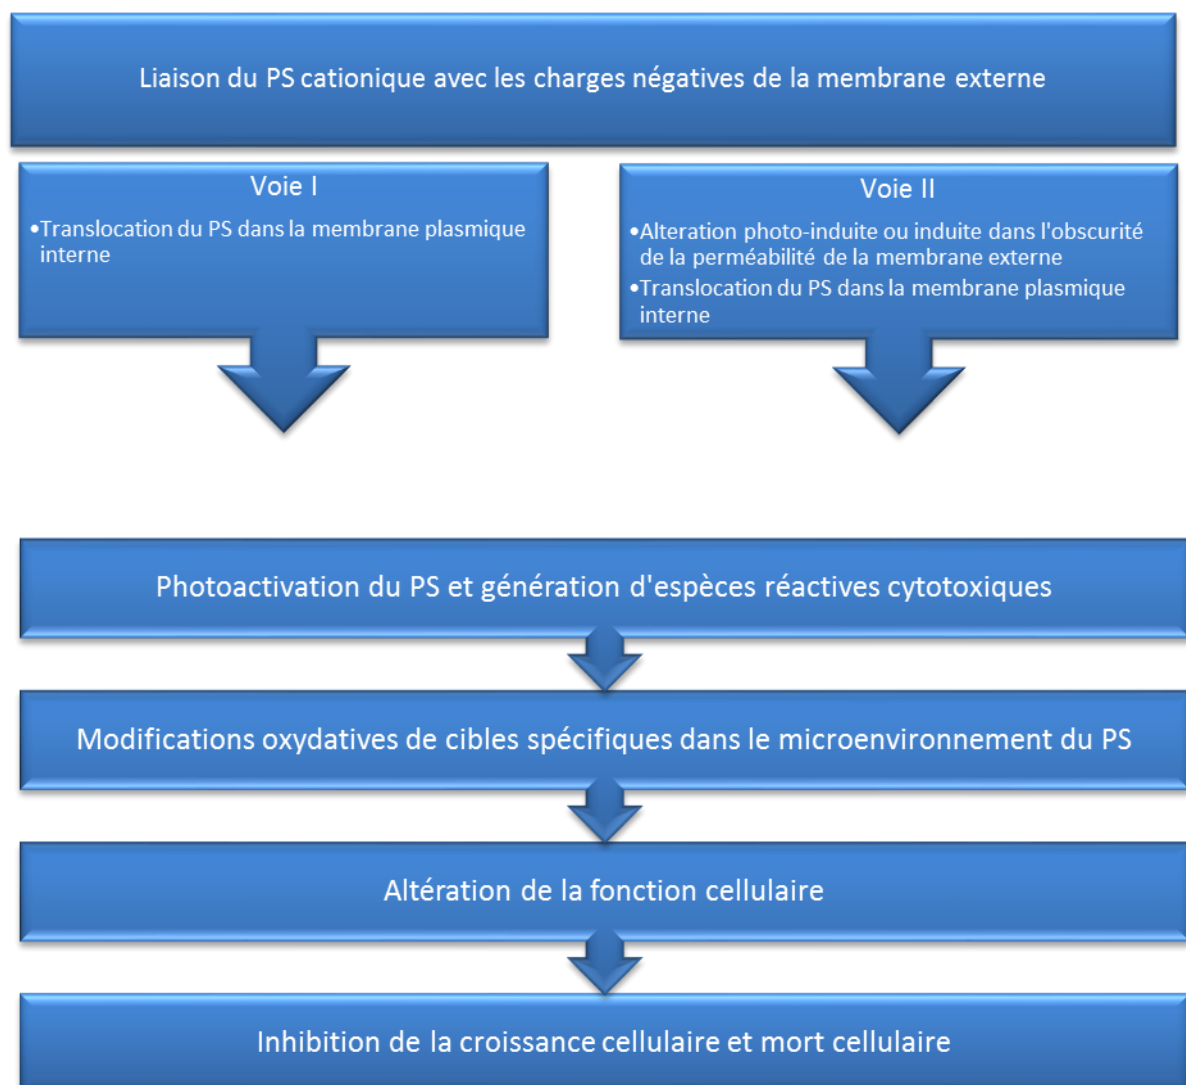 Liaison du PS cationique avec les charges négatives de la membrane externe
Voie I
•Translocation du PS dans la membrane plasmique
interne
Voie II
•Alteration photo-induite ou induite dans l'obscurité
de la perméabilité de la membrane externe
•Translocation du PS dans la membrane plasmique
interne
Photoactivation du PS et génération d'espèces réactives cytotoxiques
Modifications oxydatives de cibles spécifiques dans le microenvironnement du PS
Altération de la fonction cellulaire
Inhibition de la croissance cellulaire et mort cellulaire